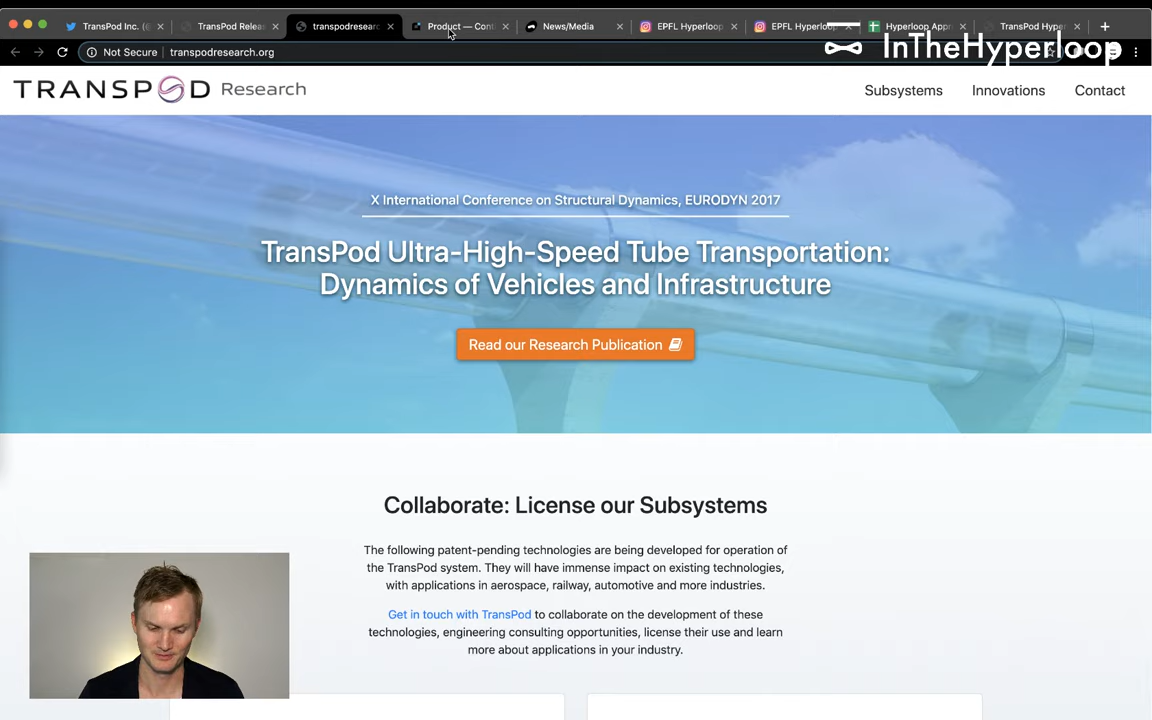 TransPod Inc. (@
TransPod Releas
transpodresearc
Product — Conti
News/Media
EPFL Hyperloop
EPFL Hyperloop
Hyperloop Appr
TransPod Hyper
InTheHyperloop
Not Secure
transpodresearch.org
TRANSPOD Research
Subsystems
Innovations
Contact
X International Conference on Structural Dynamics, EURODYN 2017
TransPod Ultra-High-Speed Tube Transportation:
Dynamics of Vehicles and Infrastructure
Read our Research Publication
Collaborate: License our Subsystems
The following patent-pending technologies are being developed for operation of
the TransPod system. They will have immense impact on existing technologies,
with applications in aerospace, railway, automotive and more industries.
Get in touch with TransPod to collaborate on the development of these
technologies, engineering consulting opportunities, license their use and learn
more about applications in your industry.